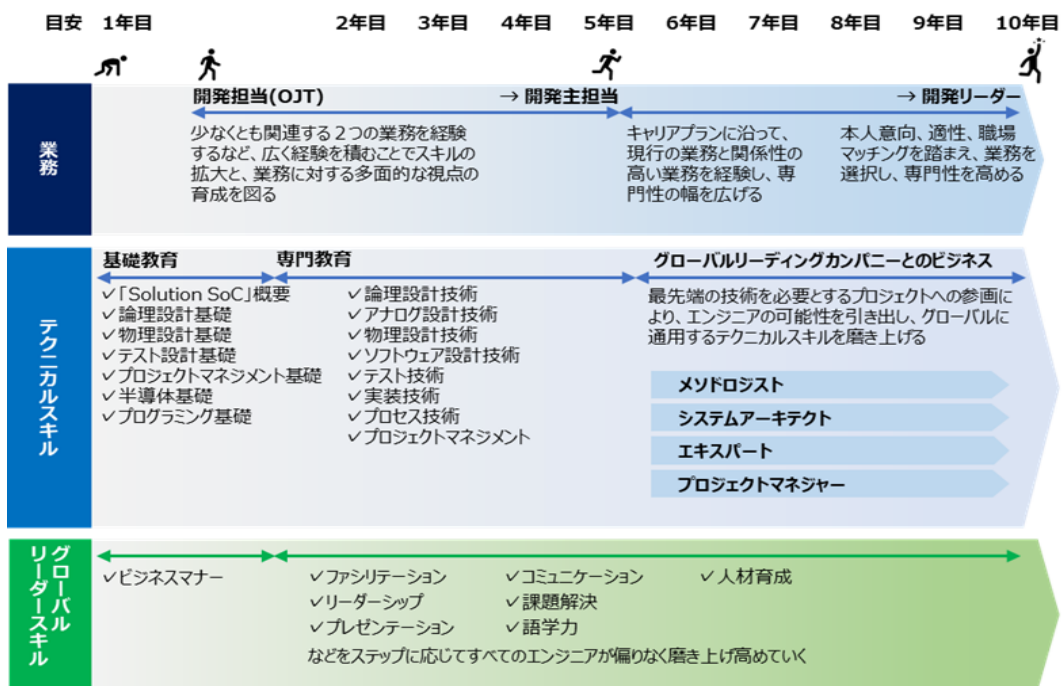 目安 1年目 2年目 3年目 4年目 5年目 6年目 7年目 8年目 9年目 10年目
業務
開発担当(OJT) → 開発主担当 → 開発リーダー
少なくとも関連する２つの業務を経験
するなど、広く経験を積むことでスキルの
拡大と、業務に対する多面的な視点の
育成を図る
キャリアプランに沿って、
現行の業務と関係性の
高い業務を経験し、専
門性の幅を広げる
本人意向、適性、職場
マッチングを踏まえ、業務を
選択し、専門性を高める
テクニカルスキル
基礎教育
✓「Solution SoC」概要
✓論理設計基礎
✓物理設計基礎
✓テスト設計基礎
✓プロジェクトマネジメント基礎
✓半導体基礎
✓プログラミング基礎
専門教育
✓論理設計技術
✓アナログ設計技術
✓物理設計技術
✓ソフトウェア設計技術
✓テスト技術
✓実装技術
✓プロセス技術
✓プロジェクトマネジメント
グローバルリーディングカンパニーとのビジネス
最先端の技術を必要とするプロジェクトへの参画に
より、エンジニアの可能性を引き出し、グローバルに
通用するテクニカルスキルを磨き上げる
メソドロジスト
システムアーキテクト
エキスパート
プロジェクトマネジャー
グローバル
リーダースキル
✓ビジネスマナー
✓ファシリテーション
✓リーダーシップ
✓プレゼンテーション
✓コミュニケーション
✓課題解決
✓語学力
✓人材育成
などをステップに応じてすべてのエンジニアが偏りなく磨き上げ高めていく